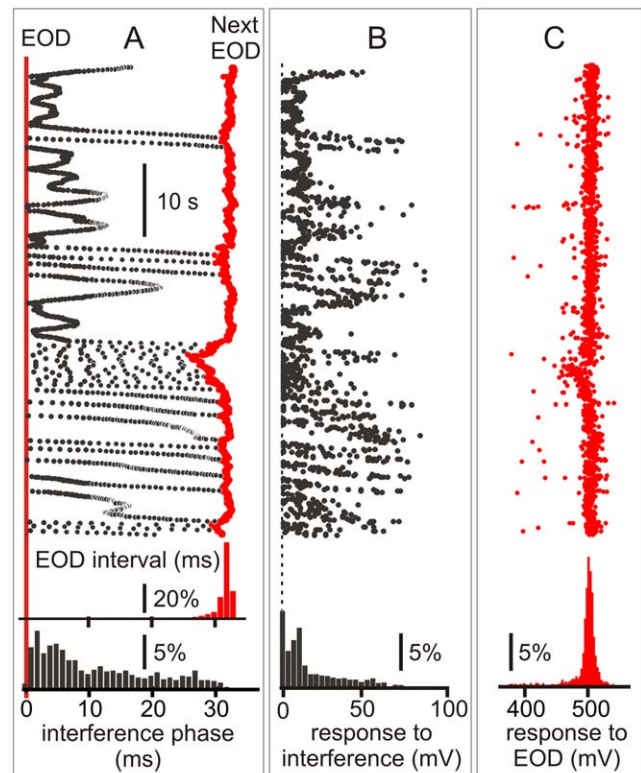 EOD
A
Next
EOD
B
C
10 s
EOD interval (ms)
20%
5%
5%
5%
0 10 20 30
0 50 100
400 500
interference phase
(ms)
response to
interference (mV)
response to
EOD (mV)